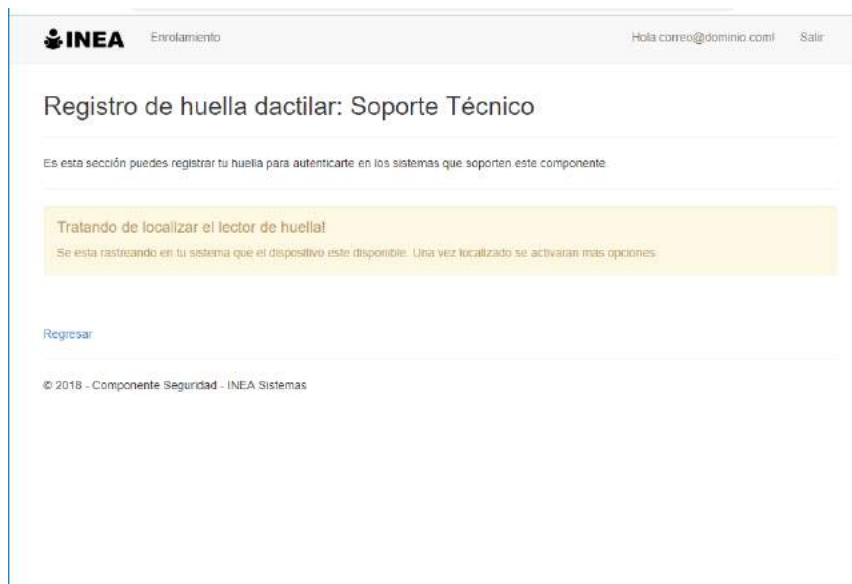 INEA Enrolamiento Hola correo@dominio.com! Salir
Registro de huella dactilar: Soporte Técnico
Es esta sección puedes registrar tu huella para autenticarte en los sistemas que soporten este componente.
Tratando de localizar el lector de huella!
Se esta rastreando en tu sistema que el dispositivo este disponible. Una vez localizado se activaran mas opciones.
Regresar
© 2018 - Componente Seguridad - INEA Sistemas